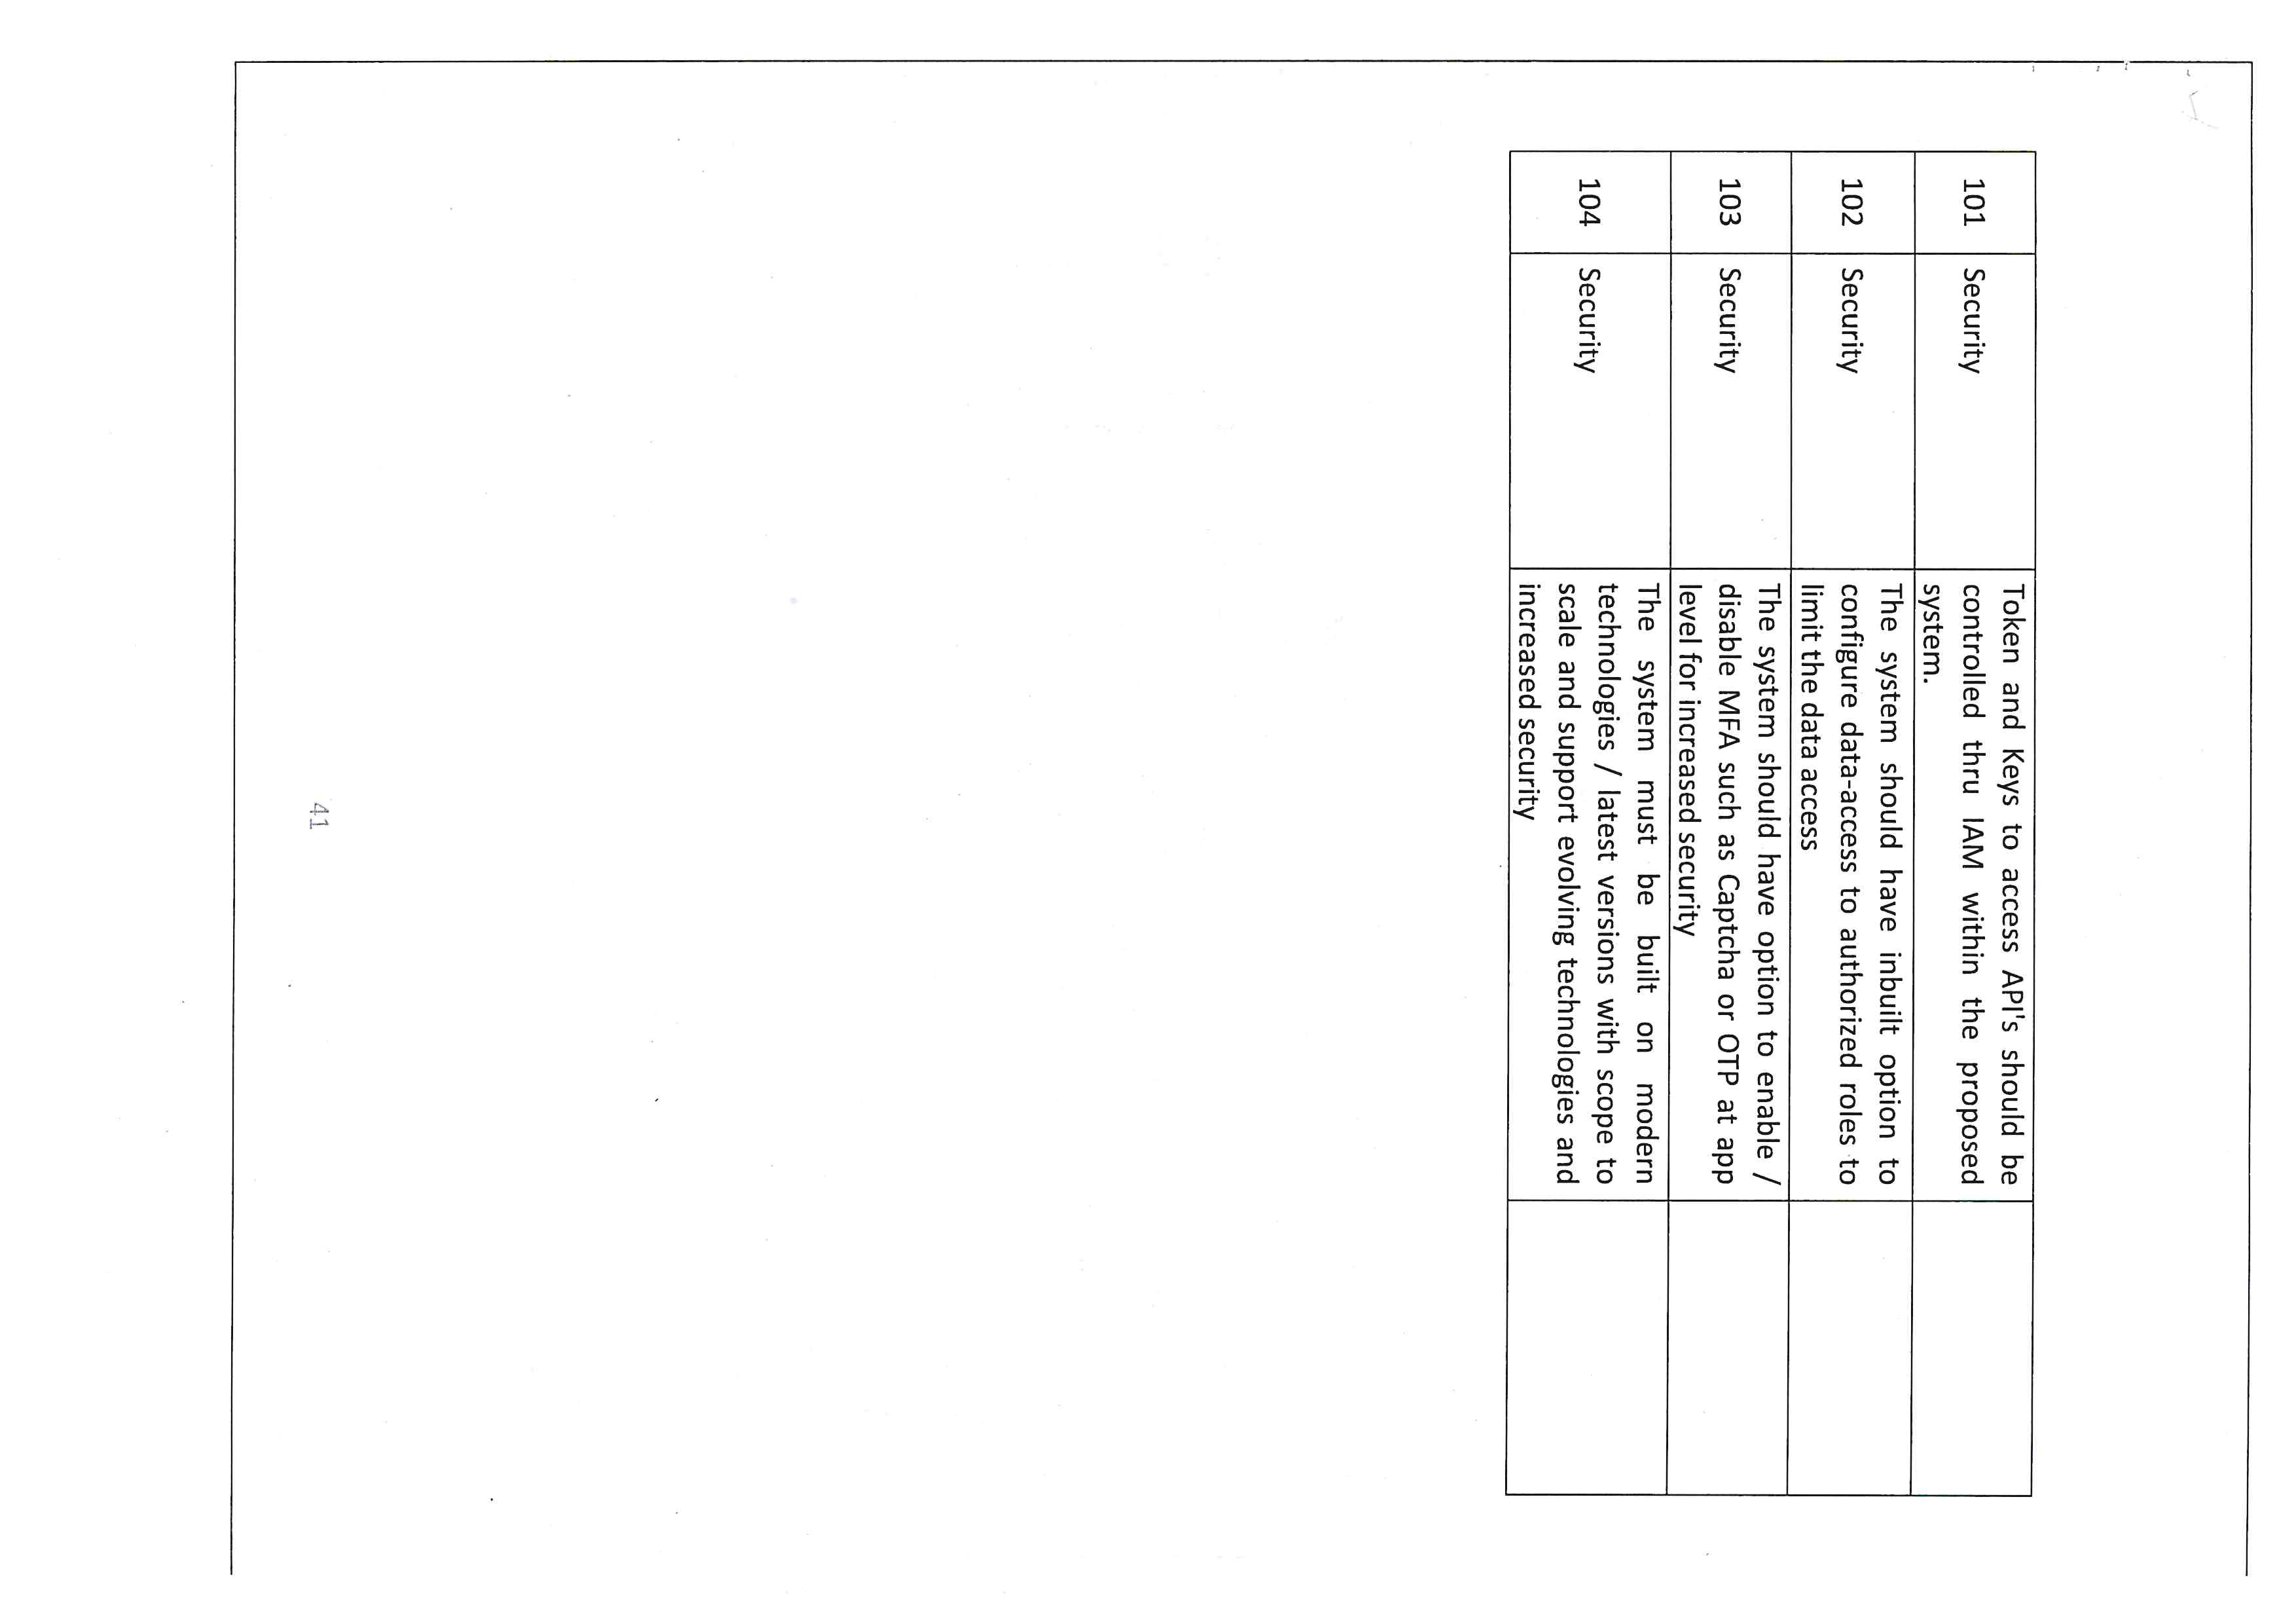 101 Security Token and Keys to access API's should be
controlled thru IAM within the proposed
system.
102 Security The system should have inbuilt option to
configure data-access to authorized roles to
limit the data access
103 Security The system should have option to enable /
disable MFA such as Captcha or OTP at app
level for increased security
104 Security The system must be built on modern
technologies / latest versions with scope to
scale and support evolving technologies and
increased security
41